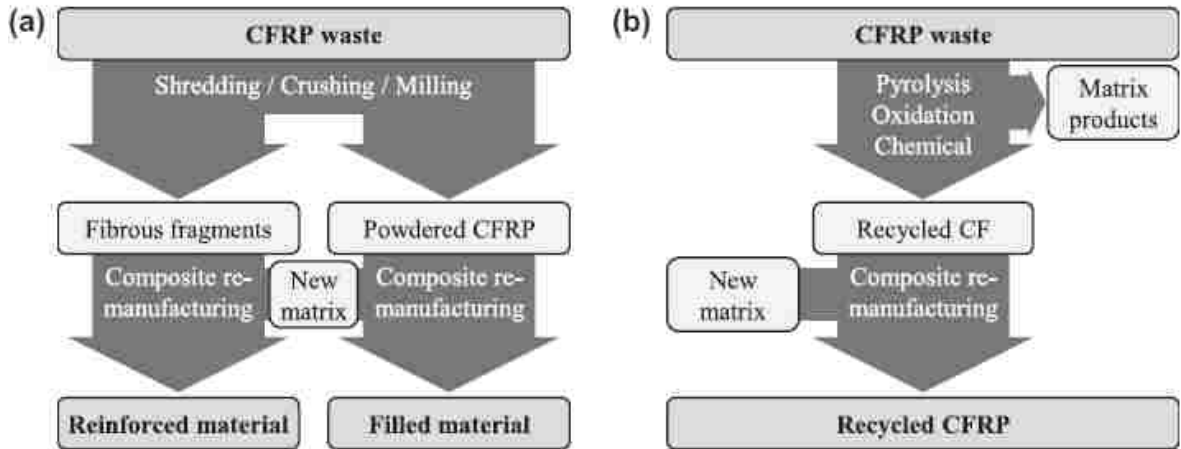 (a)
CFRP waste
Shredding / Crushing / Milling
Fibrous fragments
Powdered CFRP
Composite re-
manufacturing
New
matrix
Composite re-
manufacturing
Reinforced material
Filled material
(b)
CFRP waste
Pyrolysis
Oxidation
Chemical
Matrix
products
Recycled CF
New
matrix
Composite re-
manufacturing
Recycled CFRP